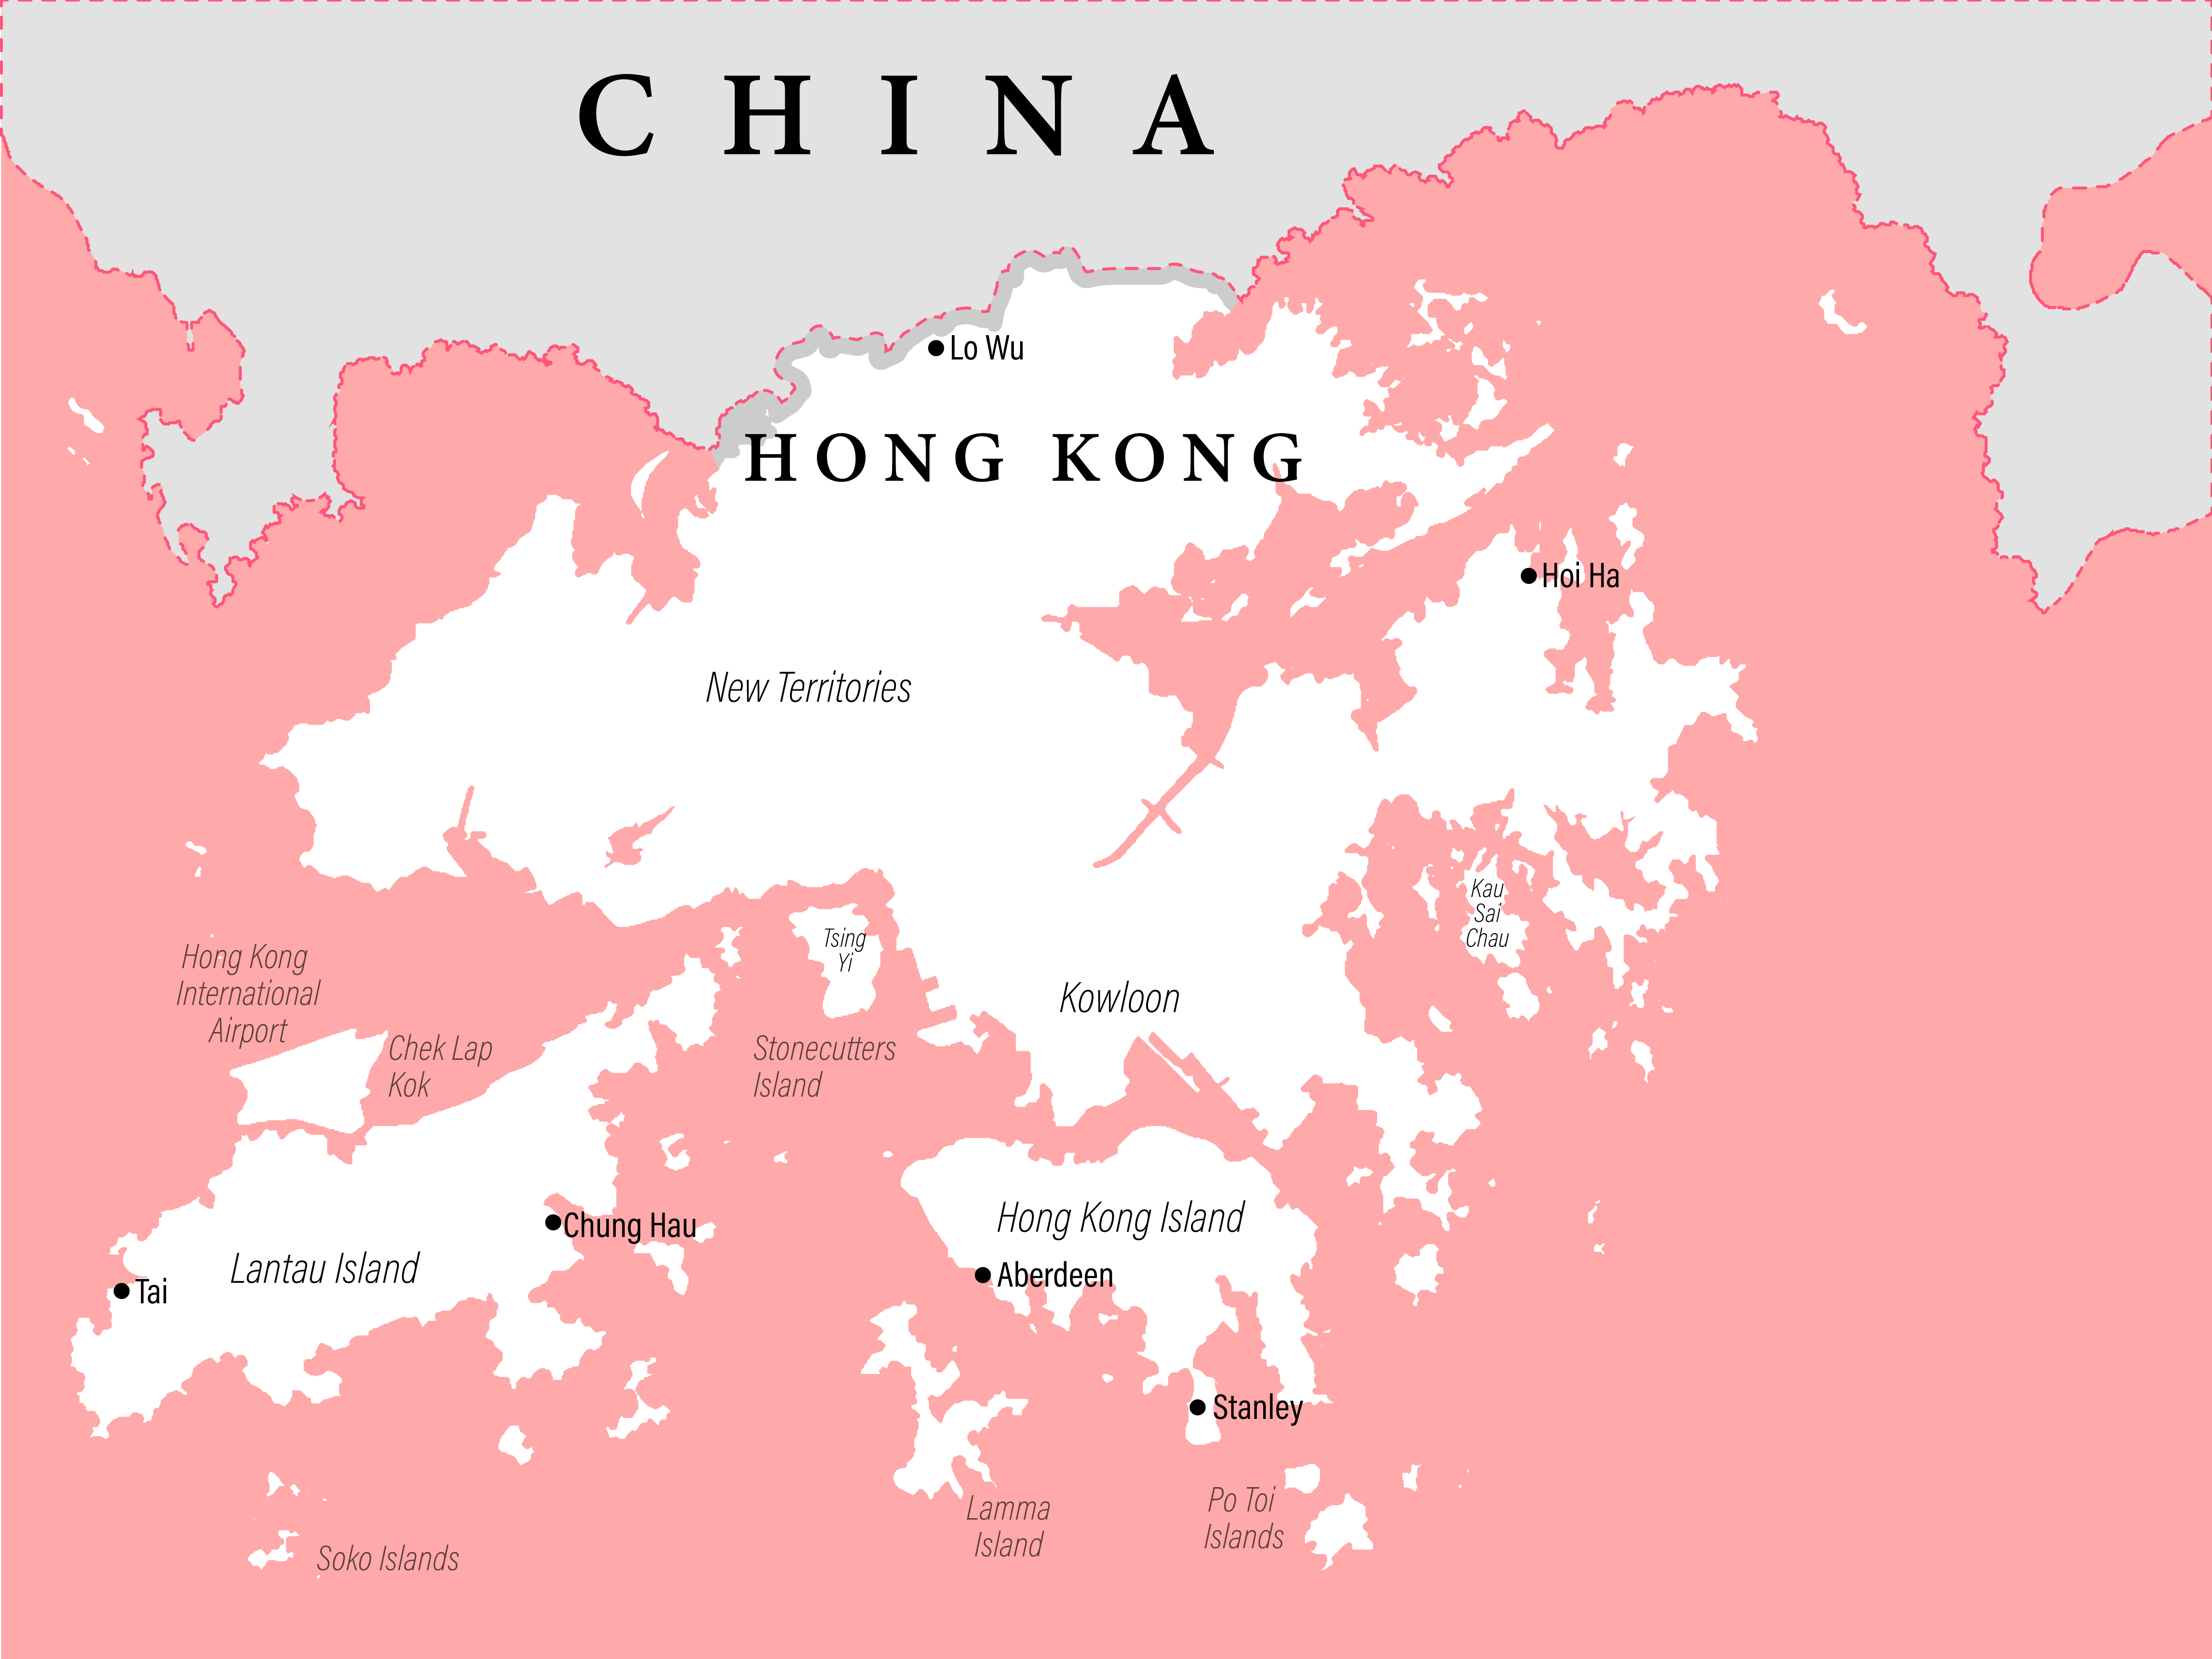 CHINA
Lo Wu
HONG KONG
Hoi Ha
New Territories
Kau
Sai
Chau
Tsing
Yi
Hong Kong
International
Airport
Kowloon
Chek Lap
Kok
Stonecutters
Island
Hong Kong Island
Chung Hau
Lantau Island
Aberdeen
Tai
Stanley
Lamma
Island
Po Toi
Islands
Soko Islands